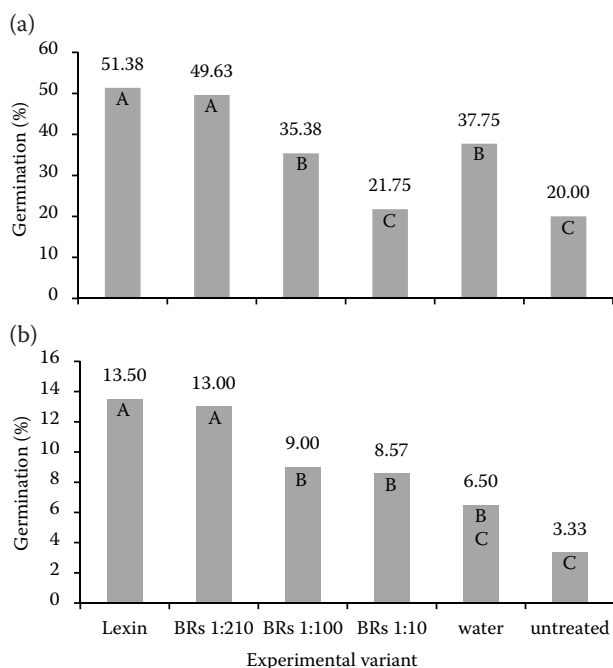 (a)
60
50
40
30
20
10
0
Germination (%)
51.38
49.63
35.38
21.75
37.75
20.00
A
A
B
C
B
C
(b)
16
14
12
10
8
6
4
2
0
Germination (%)
13.50
13.00
9.00
8.57
6.50
3.33
A
A
B
B
B
C
C
Lexin BRs 1:210 BRs 1:100 BRs 1:10 water untreated
Experimental variant